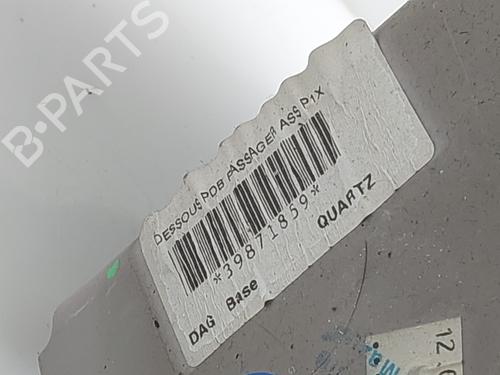 B-PARTS
DESSOUS PDB PASSAGER ASS P1X
*39871859*
DAG Base QUARTZ
12